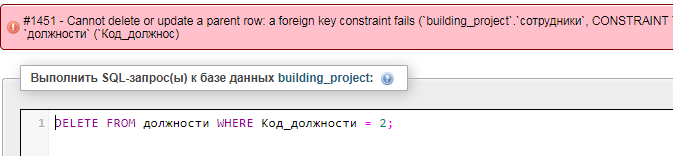 #1451 - Cannot delete or update a parent row: a foreign key constraint fails (`building_project`.`сотрудники`, CONSTRAINT `
`должности` (`Код_должнос)
Выполнить SQL-запрос(ы) к базе данных building_project:
1 DELETE FROM должности WHERE Код_должности = 2;